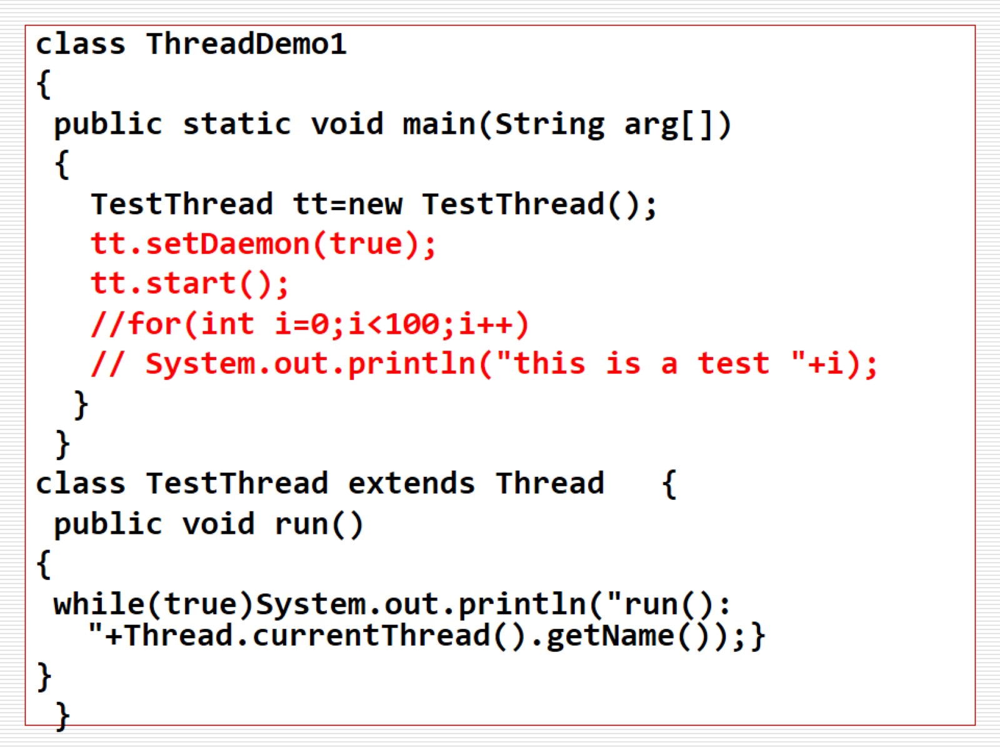 class ThreadDemo1
{
public static void main(String arg[])
{
TestThread tt=new TestThread();
tt.setDaemon(true);
tt.start();
//for(int i=0;i<100;i++)
// System.out.println("this is a test "+i);
}
}
class TestThread extends Thread {
public void run()
{
while(true)System.out.println("run():
"+Thread.currentThread().getName());}
}
}